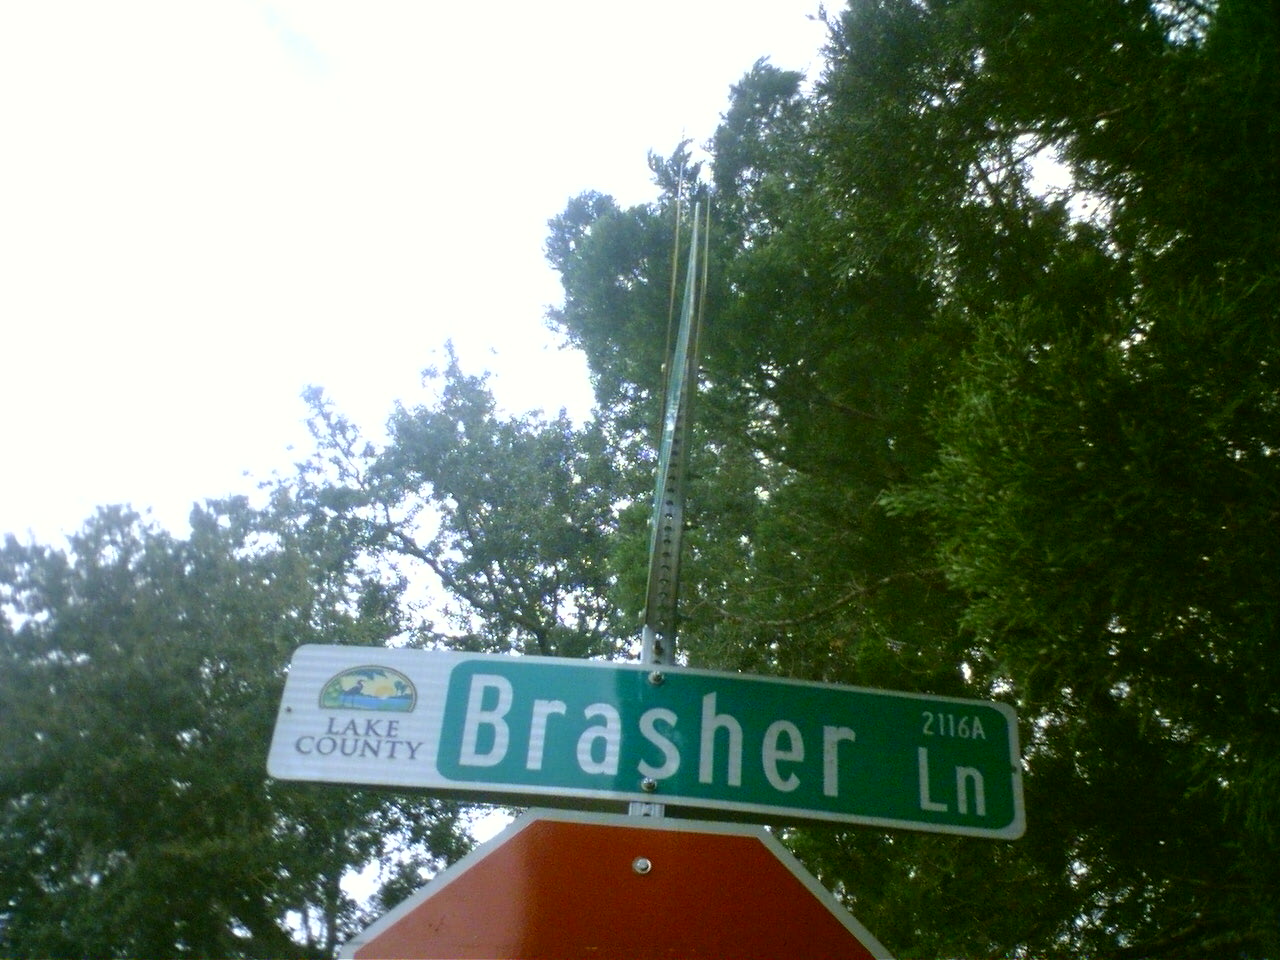 LAKE
COUNTY
Brasher Ln
2116A